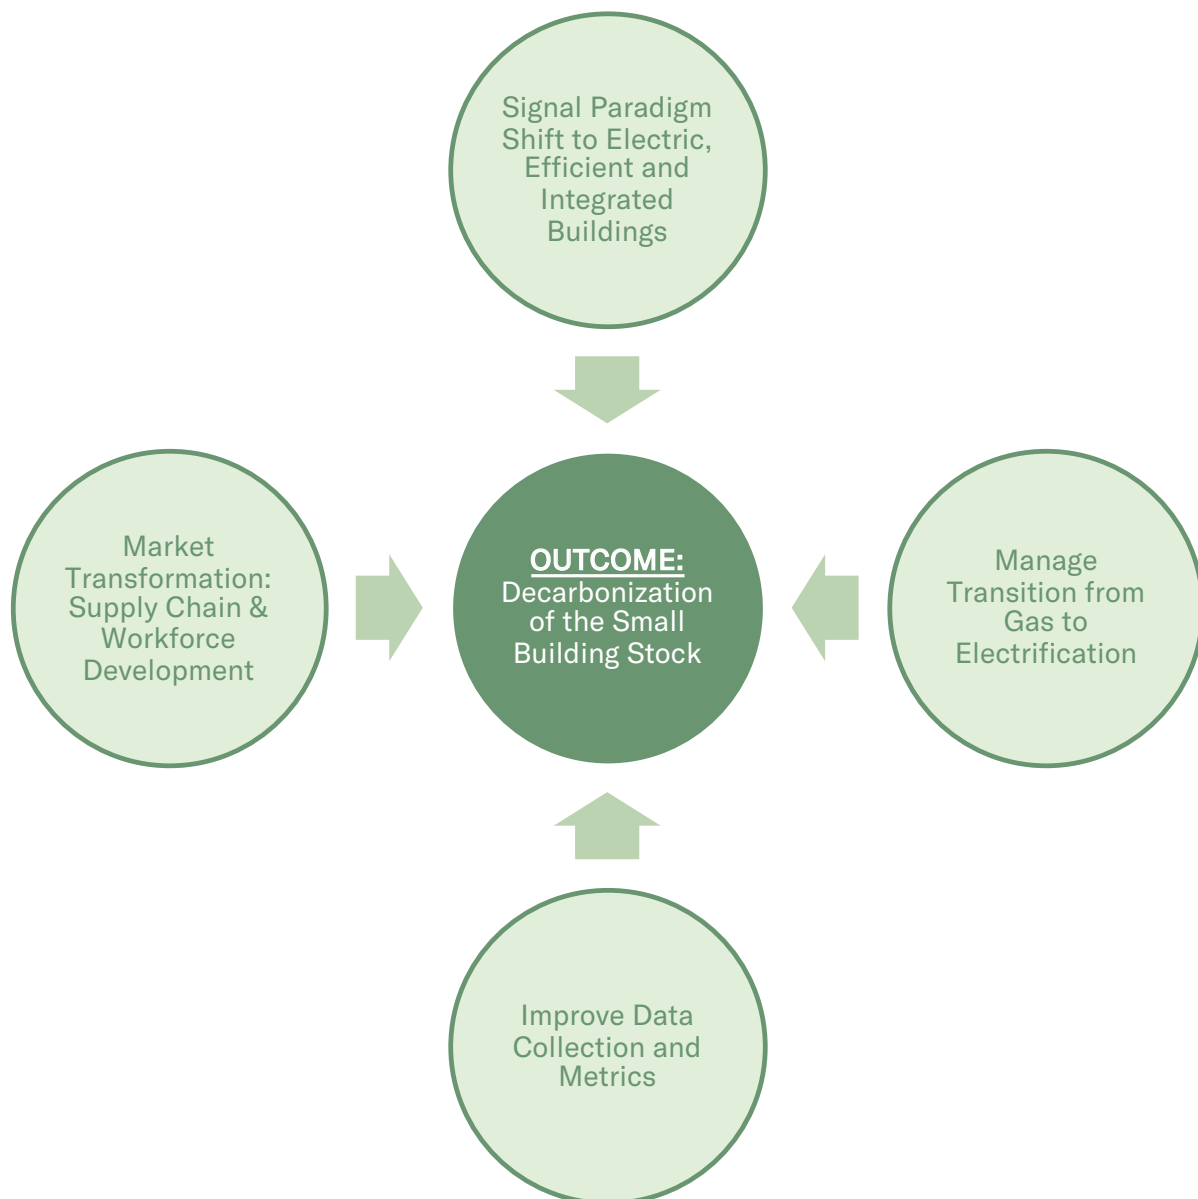 Signal Paradigm
Shift to Electric,
Efficient and
Integrated
Buildings
Market
Transformation:
Supply Chain &
Workforce
Development
OUTCOME:
Decarbonization
of the Small
Building Stock
Manage
Transition from
Gas to
Electrification
Improve Data
Collection and
Metrics